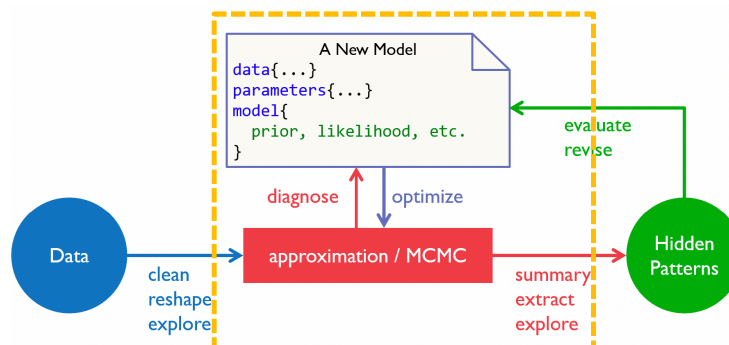 A New Model
data{...}
parameters{...}
model{
prior, likelihood, etc.
}
evaluate
revise
diagnose
optimize
Data
approximation / MCMC
Hidden
Patterns
clean
reshape
explore
summary
extract
explore